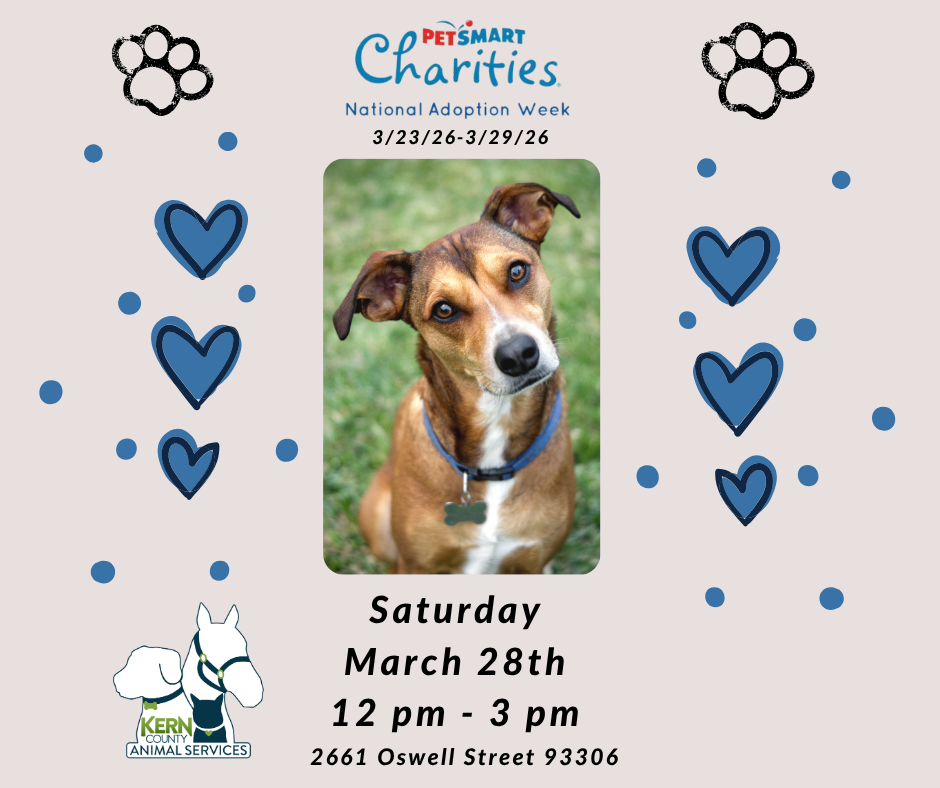 PETSMART
Charities
National Adoption Week
3/23/26-3/29/26
Saturday
March 28th
12 pm - 3 pm
2661 Oswell Street 93306
KERN
COUNTY
ANIMAL SERVICES